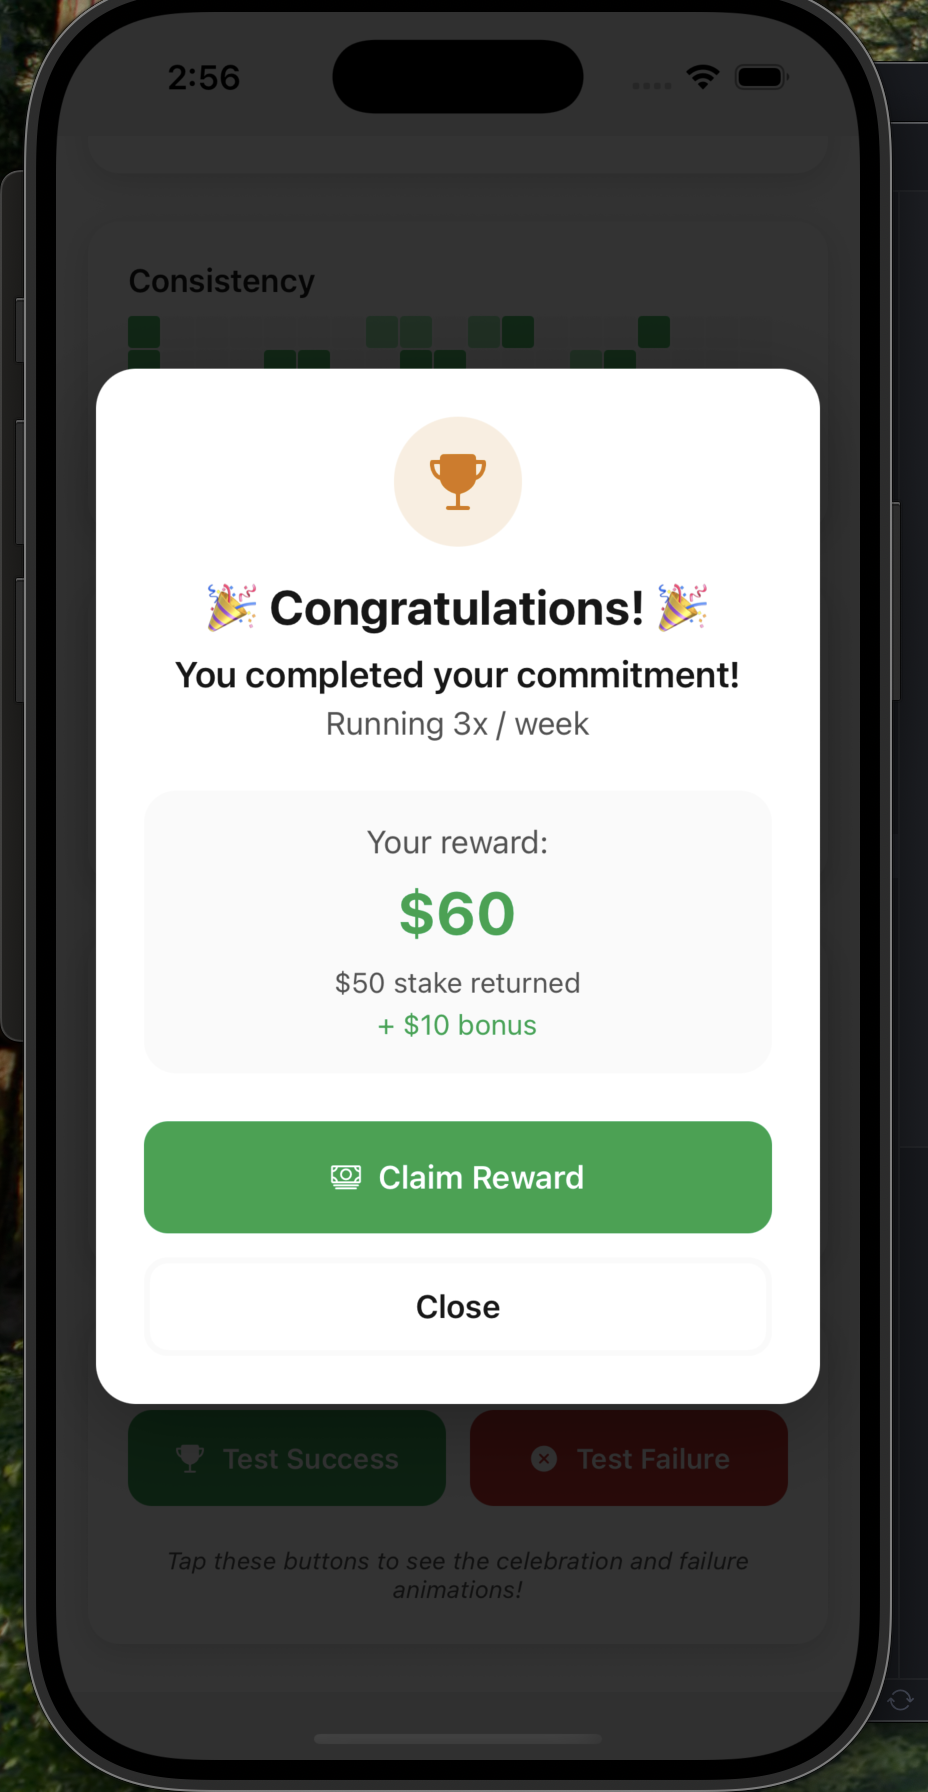 2:56
Consistency
🎉 Congratulations! 🎉
You completed your commitment!
Running 3x / week
Your reward:
$60
$50 stake returned
+ $10 bonus
Claim Reward
Close
Test Success
Test Failure
Tap these buttons to see the celebration and failure
animations!